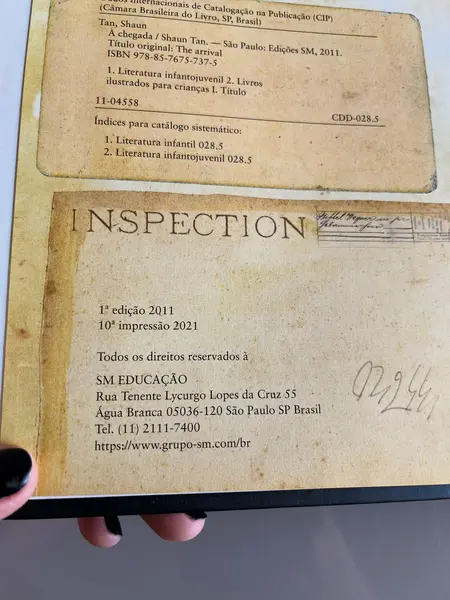 Internacionais de Catalogação na Publicação (CIP)
(Câmara Brasileira do Livro, SP, Brasil)
Tan, Shaun
A chegada / Shaun Tan. — São Paulo: Edições SM, 2011.
Título original: The arrival
ISBN 978-85-7675-737-5
1. Literatura infantojuvenil 2. Livros
ilustrados para crianças I. Título
11-04558
CDD-028.5
Índices para catálogo sistemático:
1. Literatura infantil 028.5
2. Literatura infantojuvenil 028.5
INSPECTION
1ª edição 2011
10ª impressão 2021
Todos os direitos reservados à
SM EDUCAÇÃO
Rua Tenente Lycurgo Lopes da Cruz 55
Água Branca 05036-120 São Paulo SP Brasil
Tel. (11) 2111-7400
https://www.grupo-sm.com/br